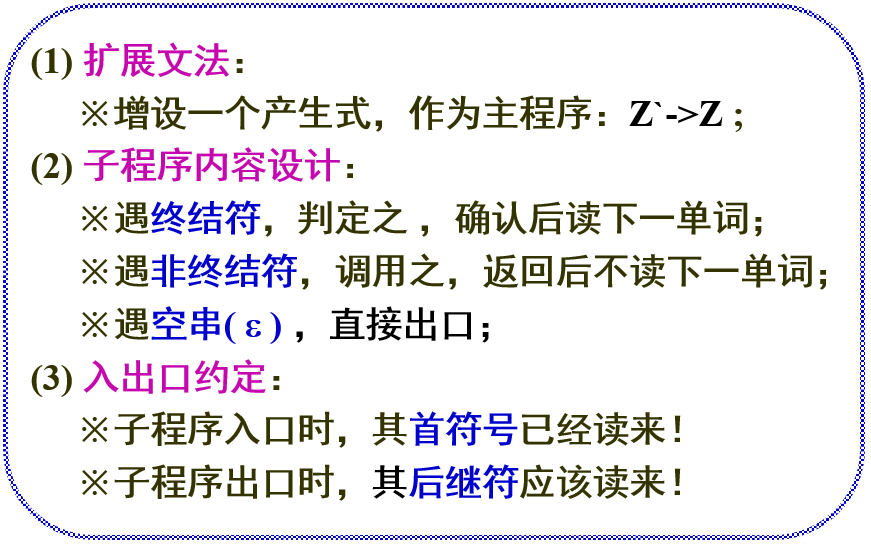 (1) 扩展文法：
※增设一个产生式，作为主程序：Z`->Z ;
(2) 子程序内容设计：
※遇终结符，判定之 ，确认后读下一单词；
※遇非终结符，调用之，返回后不读下一单词；
※遇空串( ε ) ，直接出口；
(3) 入出口约定：
※子程序入口时，其首符号已经读来！
※子程序出口时，其后继符应该读来！